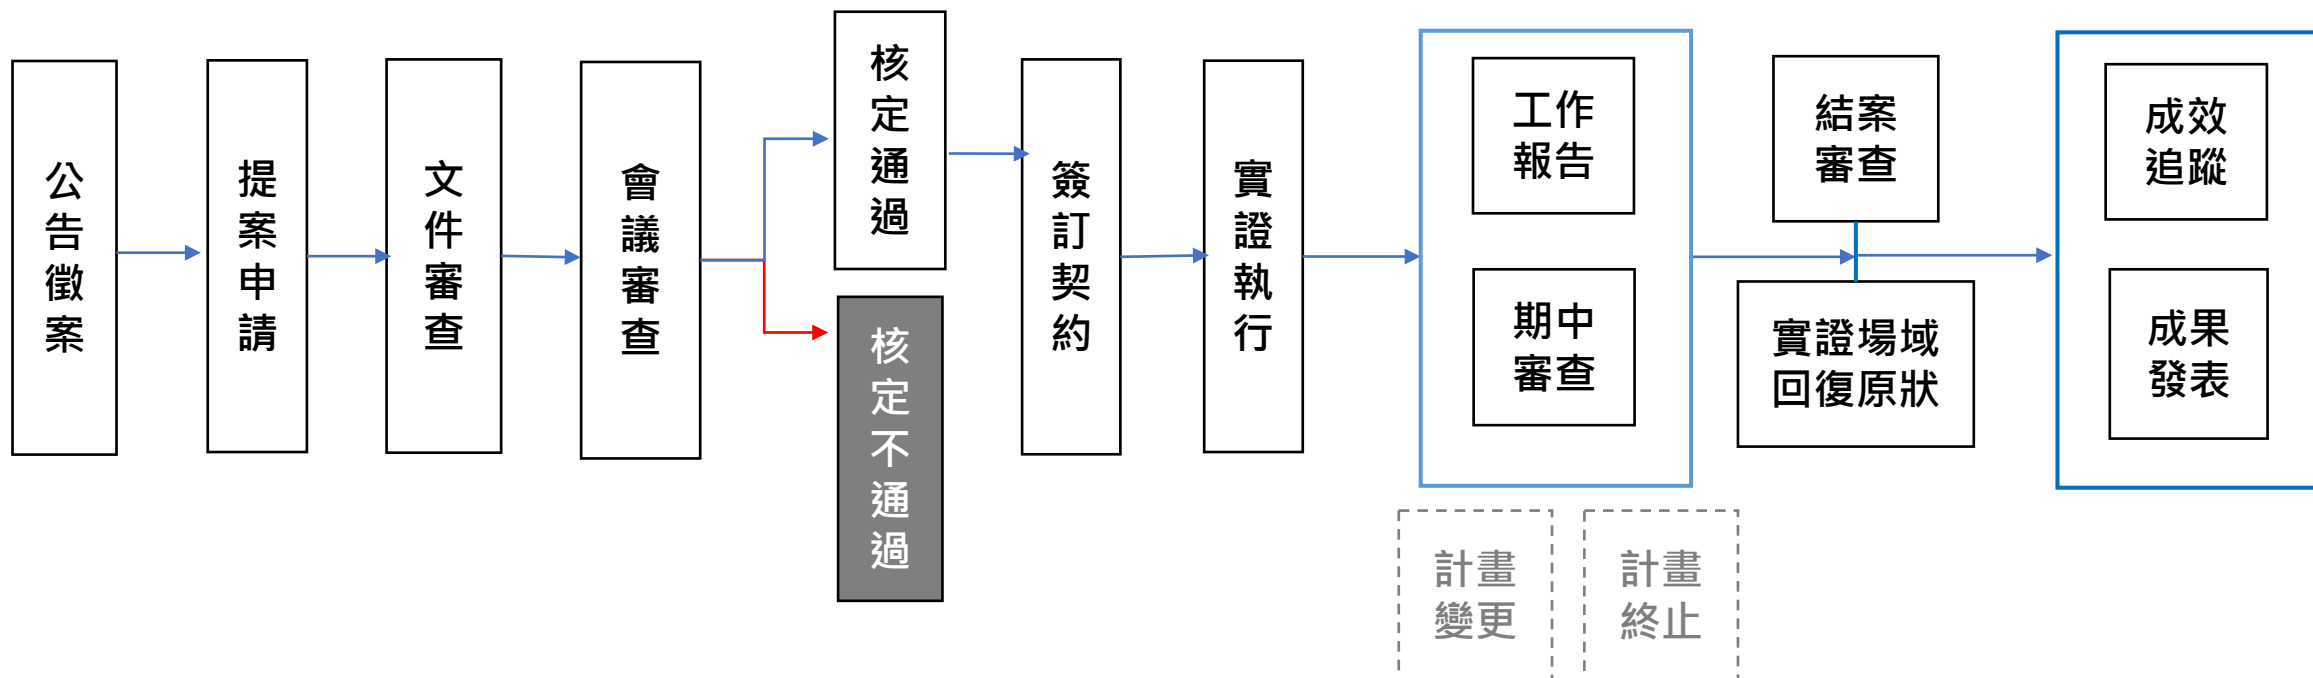 公告徵案
提案申請
文件審查
會議審查
核定通過
核定不通過
簽訂契約
實證執行
工作
報告
期中
審查
計畫
變更
計畫
終止
結案
審查
實證場域
回復原狀
成效
追蹤
成果
發表